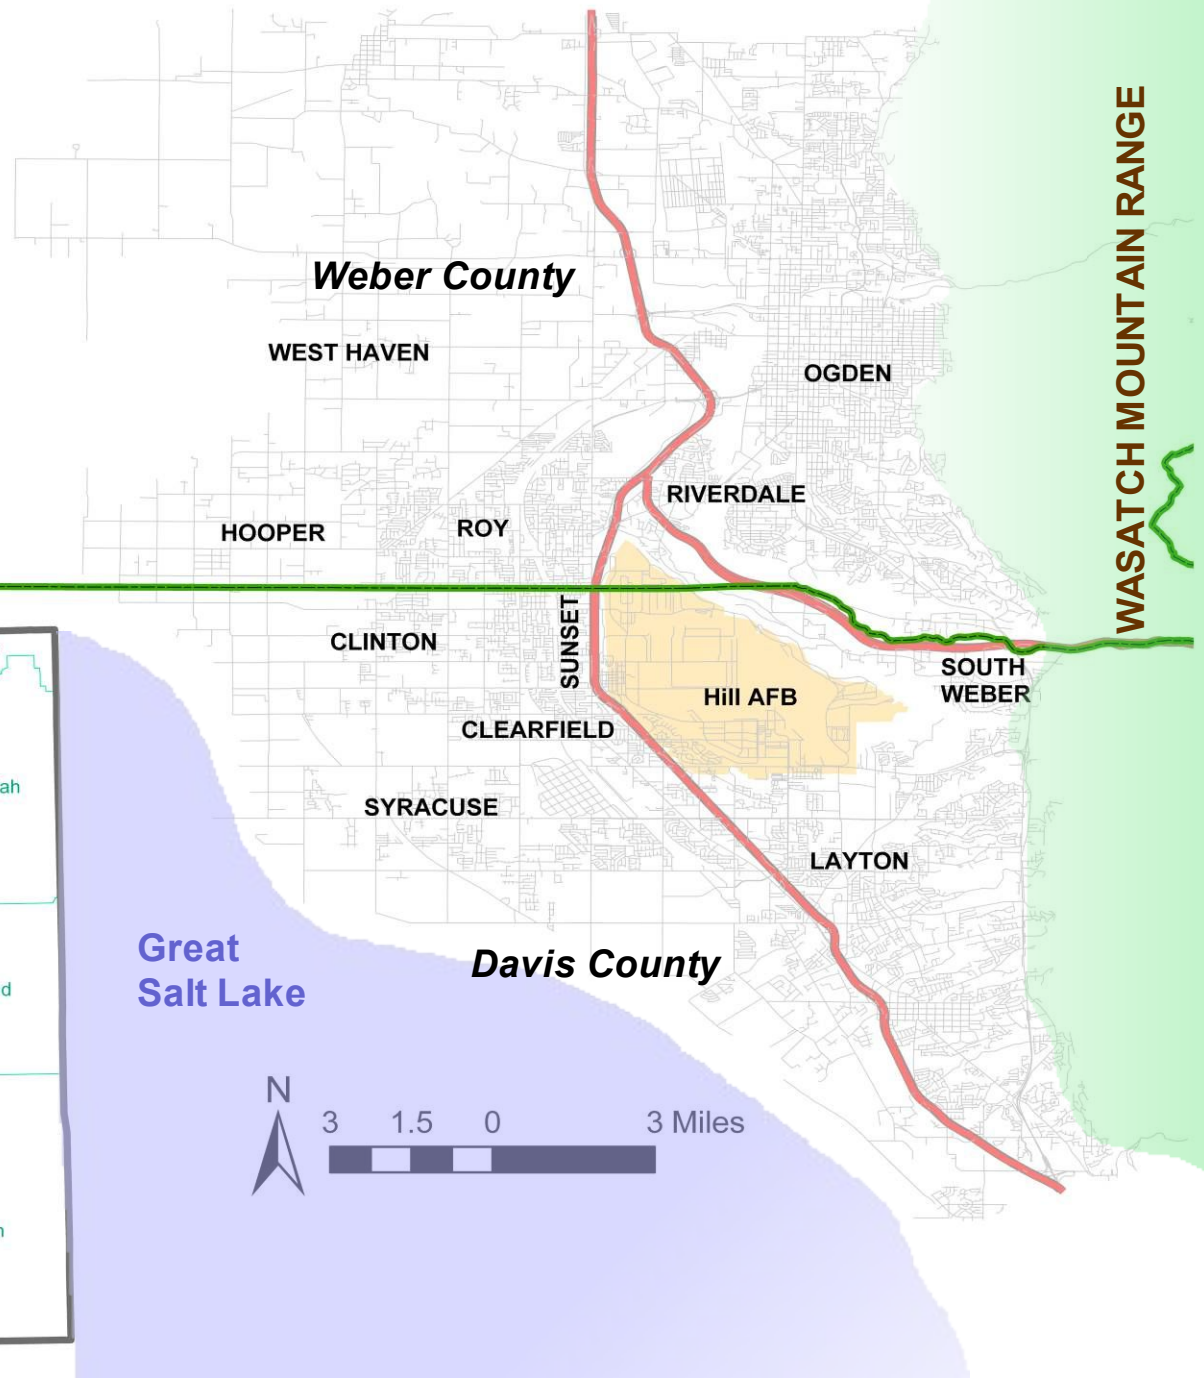 WASATCH MOUNTAIN RANGE
Weber County
WEST HAVEN
OGDEN
RIVERDALE
HOOPER
ROY
SUNSET
CLINTON
SOUTH
WEBER
Hill AFB
CLEARFIELD
ah
SYRACUSE
LAYTON
Great
Salt Lake
Davis County
d
N
3 1.5 0 3 Miles